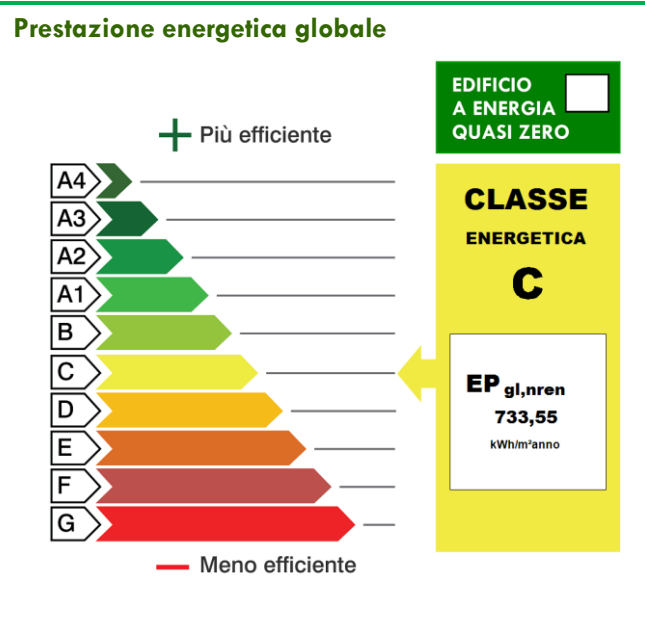 Prestazione energetica globale
EDIFICIO
A ENERGIA
QUASI ZERO
Più efficiente
A4
A3
A2
A1
B
C
D
E
F
G
Meno efficiente
CLASSE
ENERGETICA
C
EP gl,nren
733,55
kWh/m²anno